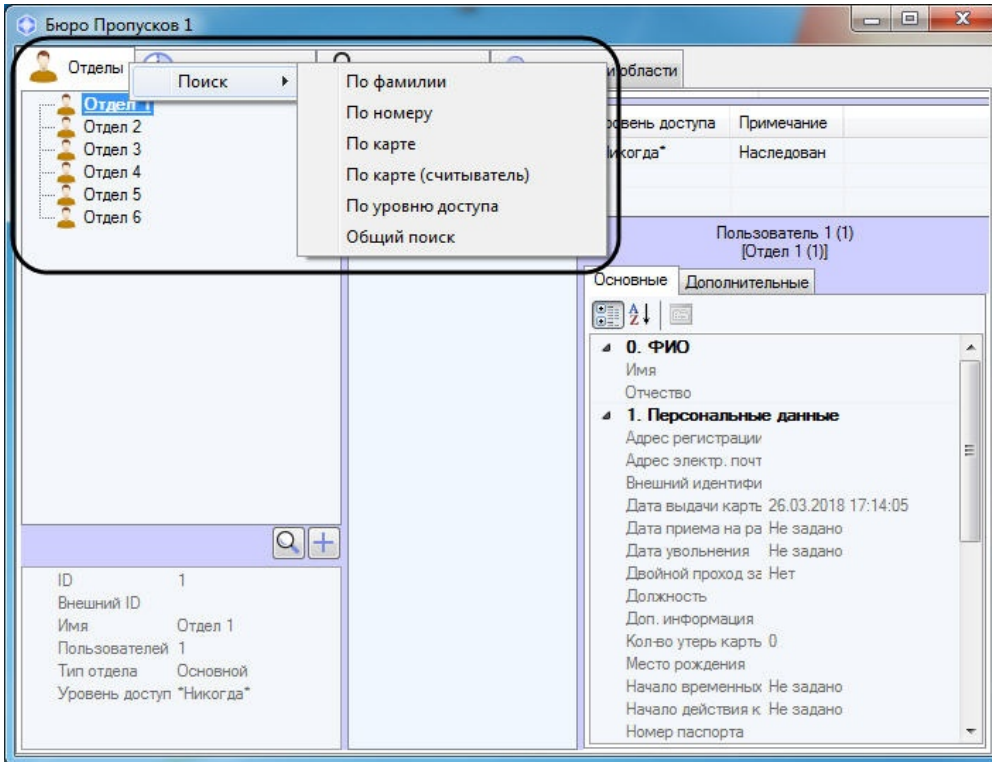 Бюро Пропусков 1
Отделы
и области
Поиск
По фамилии
По номеру
По карте
По карте (считыватель)
По уровню доступа
Общий поиск
Отдел 1
Отдел 2
Отдел 3
Отдел 4
Отдел 5
Отдел 6
доступа Примечание
Наследован
Пользователь 1 (1)
[Отдел 1 (1)]
Основные Дополнительные
0. ФИО
Имя
Отчество
1. Персональные данные
Адрес регистрации
Адрес электр. почт
Внешний идентифи
Дата выдачи карть 26.03.2018 17:14:05
Дата приема на ра Не задано
Дата увольнения Не задано
Двойной проход за Нет
Должность
Доп. информация
Кол-во утерь карть 0
Место рождения
Начало временных Не задано
Начало действия к Не задано
Номер паспорта
ID 1
Внешний ID
Имя Отдел 1
Пользователей 1
Тип отдела Основной
Уровень доступ *Никогда*